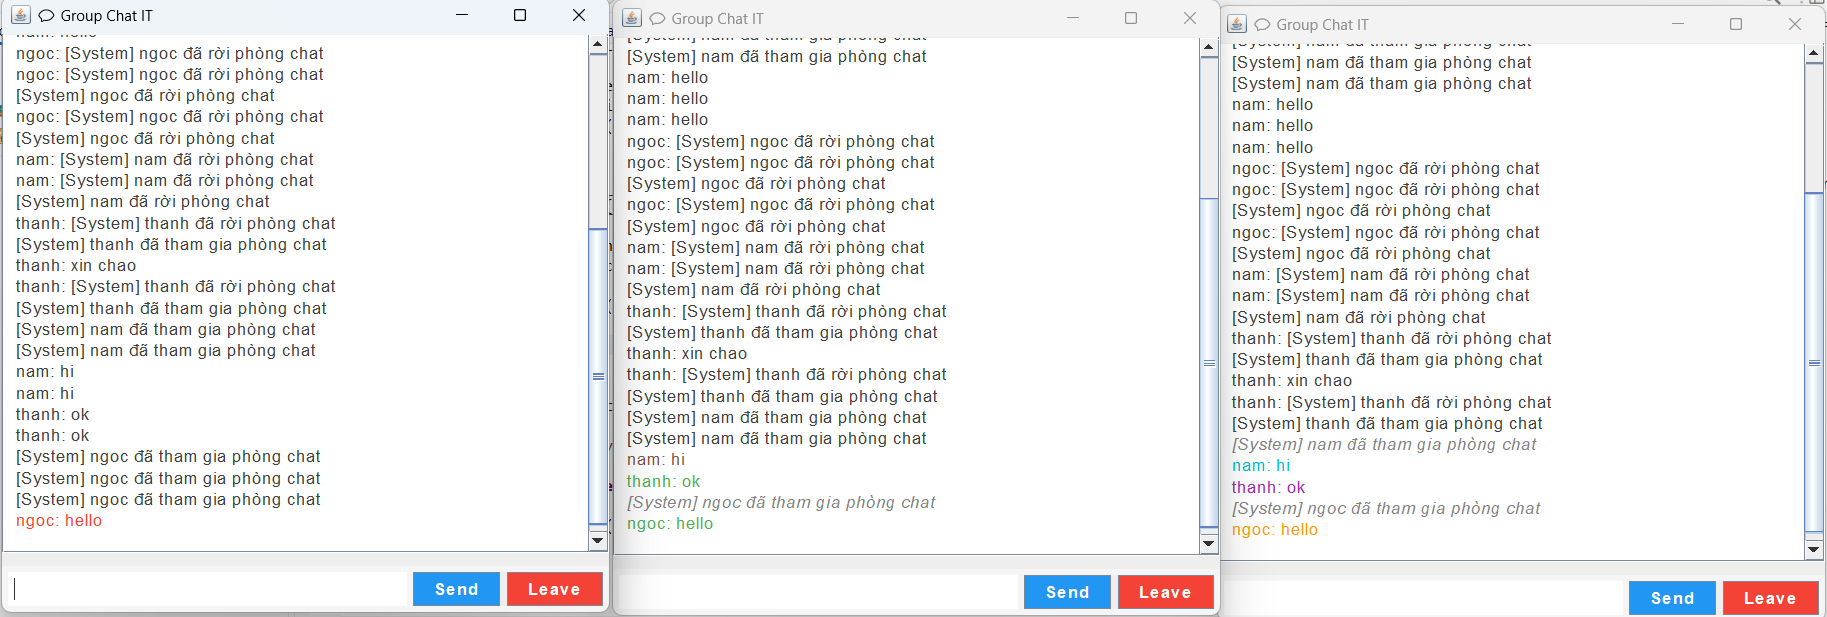 Group Chat IT
nam: hello
ngoc: [System] ngoc đã rời phòng chat
ngoc: [System] ngoc đã rời phòng chat
[System] ngoc đã rời phòng chat
ngoc: [System] ngoc đã rời phòng chat
[System] ngoc đã rời phòng chat
nam: [System] nam đã rời phòng chat
nam: [System] nam đã rời phòng chat
[System] nam đã rời phòng chat
thanh: [System] thanh đã rời phòng chat
[System] thanh đã tham gia phòng chat
thanh: xin chao
thanh: [System] thanh đã rời phòng chat
[System] thanh đã tham gia phòng chat
[System] nam đã tham gia phòng chat
[System] nam đã tham gia phòng chat
nam: hi
nam: hi
thanh: ok
thanh: ok
[System] ngoc đã tham gia phòng chat
[System] ngoc đã tham gia phòng chat
[System] ngoc đã tham gia phòng chat
ngoc: hello
Send Leave
Group Chat IT
[System] nam đã tham gia phòng chat
[System] nam đã tham gia phòng chat
nam: hello
nam: hello
nam: hello
ngoc: [System] ngoc đã rời phòng chat
ngoc: [System] ngoc đã rời phòng chat
[System] ngoc đã rời phòng chat
ngoc: [System] ngoc đã rời phòng chat
[System] ngoc đã rời phòng chat
nam: [System] nam đã rời phòng chat
nam: [System] nam đã rời phòng chat
[System] nam đã rời phòng chat
thanh: [System] thanh đã rời phòng chat
[System] thanh đã tham gia phòng chat
thanh: xin chao
thanh: [System] thanh đã rời phòng chat
[System] thanh đã tham gia phòng chat
[System] nam đã tham gia phòng chat
[System] nam đã tham gia phòng chat
nam: hi
thanh: ok
[System] ngoc đã tham gia phòng chat
ngoc: hello
Send Leave
Group Chat IT
[System] nam đã tham gia phòng chat
[System] nam đã tham gia phòng chat
[System] nam đã tham gia phòng chat
nam: hello
nam: hello
nam: hello
ngoc: [System] ngoc đã rời phòng chat
ngoc: [System] ngoc đã rời phòng chat
[System] ngoc đã rời phòng chat
ngoc: [System] ngoc đã rời phòng chat
[System] ngoc đã rời phòng chat
nam: [System] nam đã rời phòng chat
nam: [System] nam đã rời phòng chat
[System] nam đã rời phòng chat
thanh: [System] thanh đã rời phòng chat
[System] thanh đã tham gia phòng chat
thanh: xin chao
thanh: [System] thanh đã rời phòng chat
[System] thanh đã tham gia phòng chat
[System] nam đã tham gia phòng chat
nam: hi
thanh: ok
[System] ngoc đã tham gia phòng chat
ngoc: hello
Send Leave